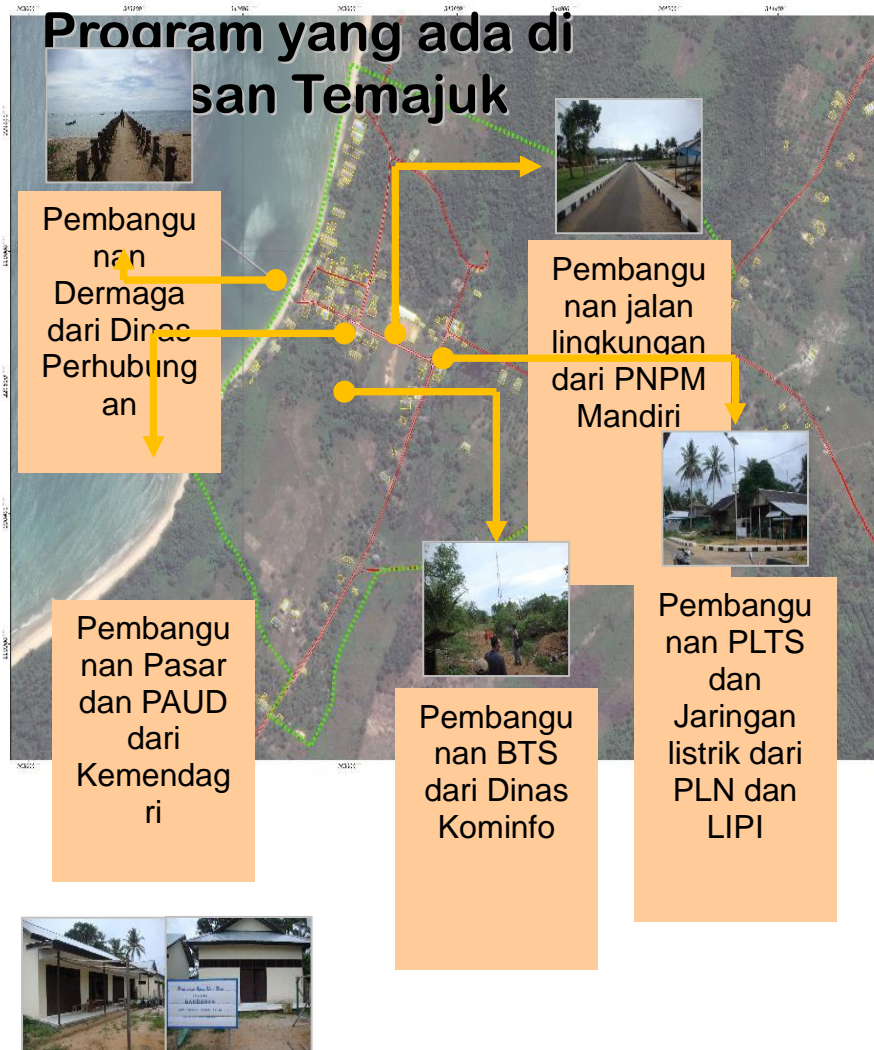 Program yang ada di
san Temajuk
Pembangu
nan
Dermaga
dari Dinas
Perhubung
an
Pembangu
nan jalan
lingkungan
dari PNPM
Mandiri
Pembangu
nan Pasar
dan PAUD
dari
Kemendag
ri
Pembangu
nan BTS
dari Dinas
Kominfo
Pembangu
nan PLTS
dan
Jaringan
listrik dari
PLN dan
LIPI